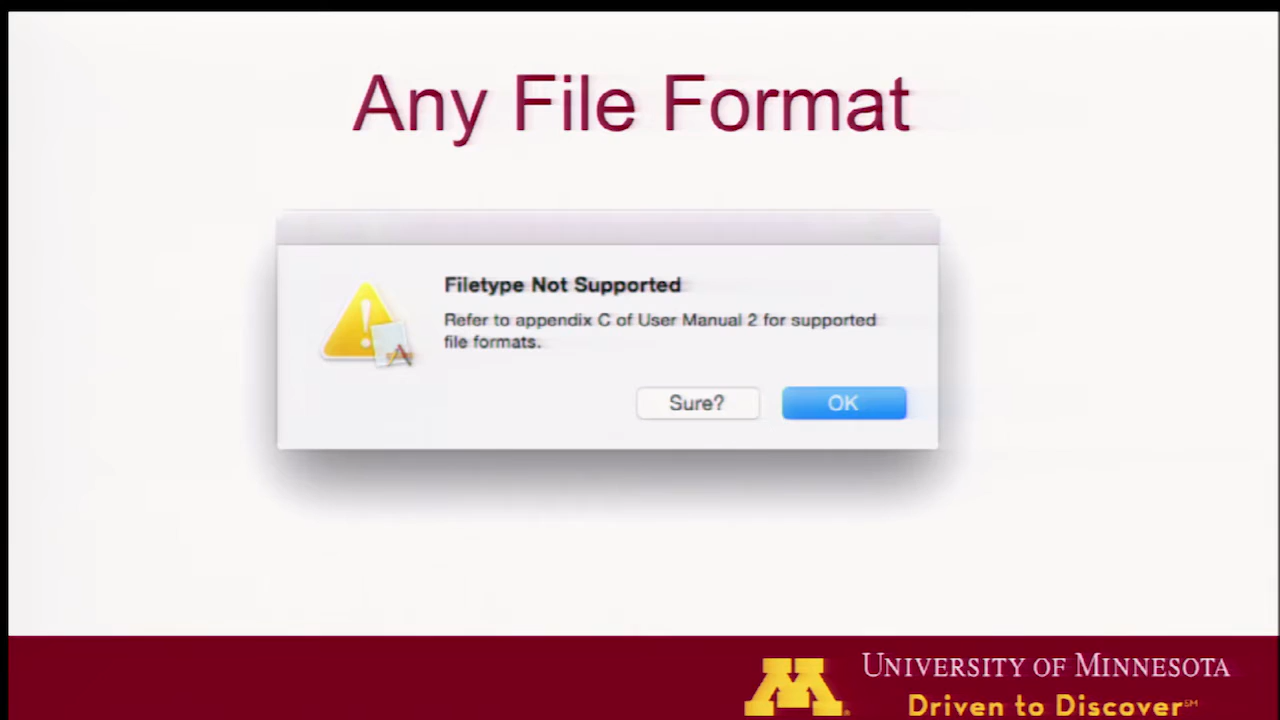 Any File Format
Filetype Not Supported
Refer to appendix C of User Manual 2 for supported
file formats.
Sure?
OK
M
UNIVERSITY OF MINNESOTA
Driven to Discover℠